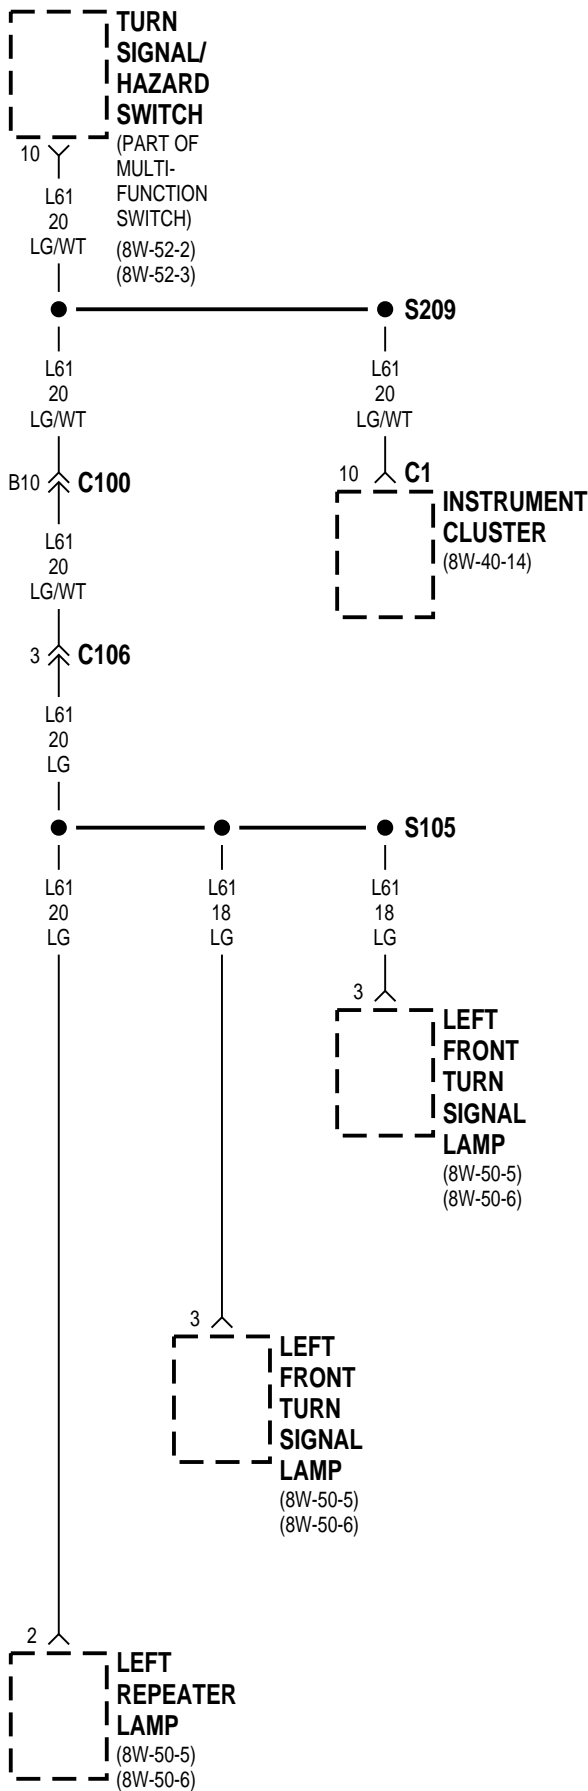 TURN
SIGNAL/
HAZARD
SWITCH
(PART OF
MULTI-
FUNCTION
SWITCH)
(8W-52-2)
(8W-52-3)
10
L61
20
LG/WT
S209
L61
20
LG/WT
L61
20
LG/WT
B10
C100
10
C1
INSTRUMENT
CLUSTER
(8W-40-14)
L61
20
LG/WT
3
C106
L61
20
LG
S105
L61
20
LG
L61
18
LG
L61
18
LG
3
LEFT
FRONT
TURN
SIGNAL
LAMP
(8W-50-5)
(8W-50-6)
3
LEFT
FRONT
TURN
SIGNAL
LAMP
(8W-50-5)
(8W-50-6)
2
LEFT
REPEATER
LAMP
(8W-50-5)
(8W-50-6)